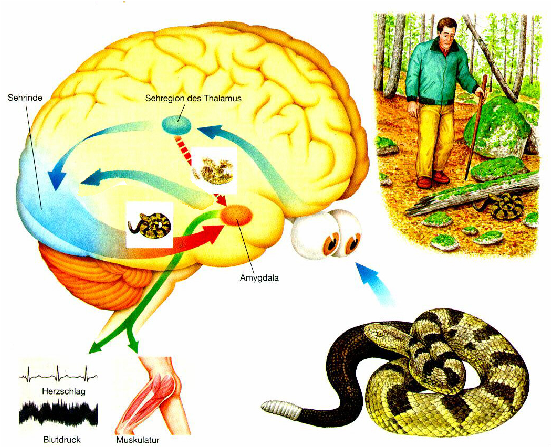 Sehrinde
Sehregion des Thalamus
Amygdala
Herzschlag
Blutdruck
Muskulatur